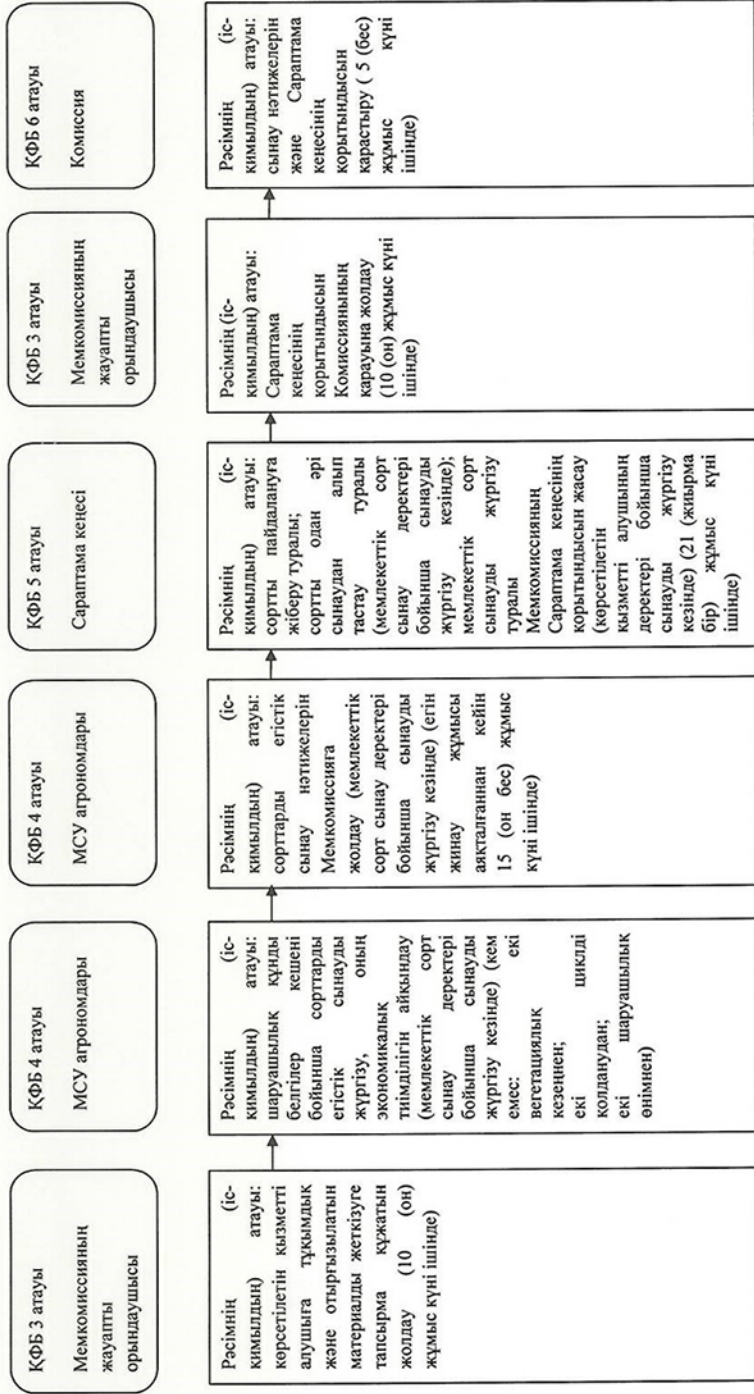 ҚФБ 3 атауы
Мемкомиссияның
жауапты
орындаушысы
Рәсімнің (іс-
қимылдың) атауы:
көрсетілетін қызметті
алушыға тұқымдық
және отырғызылатын
материалды жеткізуге
тапсырма құжатын
жолдау (10 (он)
жұмыс күні ішінде)
ҚФБ 4 атауы
МСУ агрономдары
Рәсімнің (іс-
қимылдың) атауы:
шаруашылық құнды
белгілер кешені
бойынша сорттарды
егістік сынауды
жүргізу, оның
экономикалық
тиімділігін айқындау
(мемлекеттік сорт
сынау деректері
бойынша сынауды
жүргізу кезінде) (кем
емес: екі
вегетациялық
кезеңнен;
екі циклді
қолданудан;
екі шаруашылық
өнімнен)
ҚФБ 4 атауы
МСУ агрономдары
Рәсімнің (іс-
қимылдың) атауы:
сорттарды егістік
сынау нәтижелерін
Мемкомиссияға
жолдау (мемлекеттік
сорт сынау деректері
бойынша сынауды
жүргізу кезінде) (егін
жинау жұмысы
аяқталғаннан кейін
15 (он бес) жұмыс
күні ішінде)
ҚФБ 5 атауы
Сараптама кеңесі
Рәсімнің (іс-
қимылдың) атауы:
сортты пайдалануға
жіберу туралы;
сортты одан әрі
сынаудан алып
тастау туралы
(мемлекеттік сорт
сынау деректері
бойынша сынауды
жүргізу кезінде);
мемлекеттік сорт
сынауды жүргізу
туралы
Мемкомиссияның
Сараптама кеңесінің
қорытындысын жасау
(көрсетілетін
қызметті алушының
деректері бойынша
сынауды жүргізу
кезінде) (21 (жиырма
бір) жұмыс күні
ішінде)
ҚФБ 3 атауы
Мемкомиссияның
жауапты
орындаушысы
Рәсімнің (іс-
қимылдың) атауы:
Сараптама
кеңесінің
қорытындысын
Комиссиянының
қарауына жолдау
(10 (он) жұмыс күні
ішінде)
ҚФБ 6 атауы
Комиссия
Рәсімнің (іс-
қимылдың) атауы:
сынау нәтижелерін
және Сараптама
кеңесінің
қорытындысын
қарастыру ( 5 (бес)
жұмыс күні
ішінде)